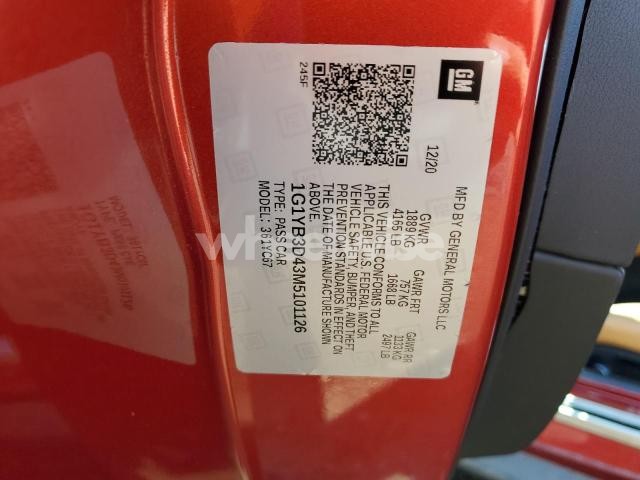 GM
MFD BY GENERAL MOTORS LLC
12/20
GVWR
1889 KG
4165 LB
GAWR FRT
757 KG
1668 LB
GAWR RR
1133 KG
2497 LB
THIS VEHICLE CONFORMS TO ALL
APPLICABLE U.S. FEDERAL MOTOR
VEHICLE SAFETY, BUMPER, AND THEFT
PREVENTION STANDARDS IN EFFECT ON
THE DATE OF MANUFACTURE SHOWN
ABOVE.
1G1YB3D43M5101126
TYPE: PASS CAR
MODEL: 361YC67
245F